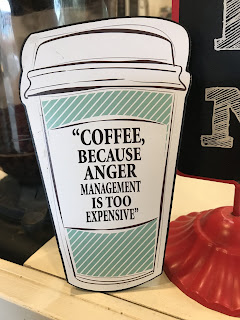 “COFFEE,
BECAUSE
ANGER
MANAGEMENT
IS TOO
EXPENSIVE”